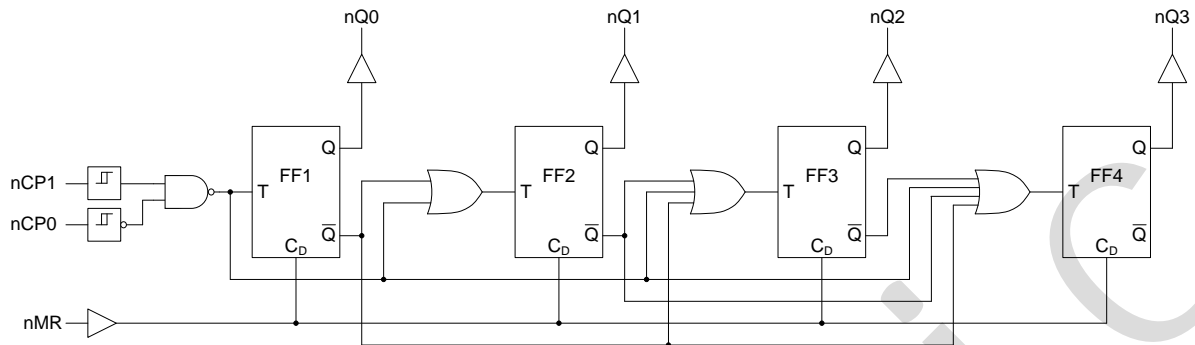 nQ0 nQ1 nQ2 nQ3
Q Q Q Q
FF1 FF2 FF3 FF4
nCP1
T T T T
nCP0
Q̅ Q̅ Q̅ Q̅
CD CD CD CD
nMR